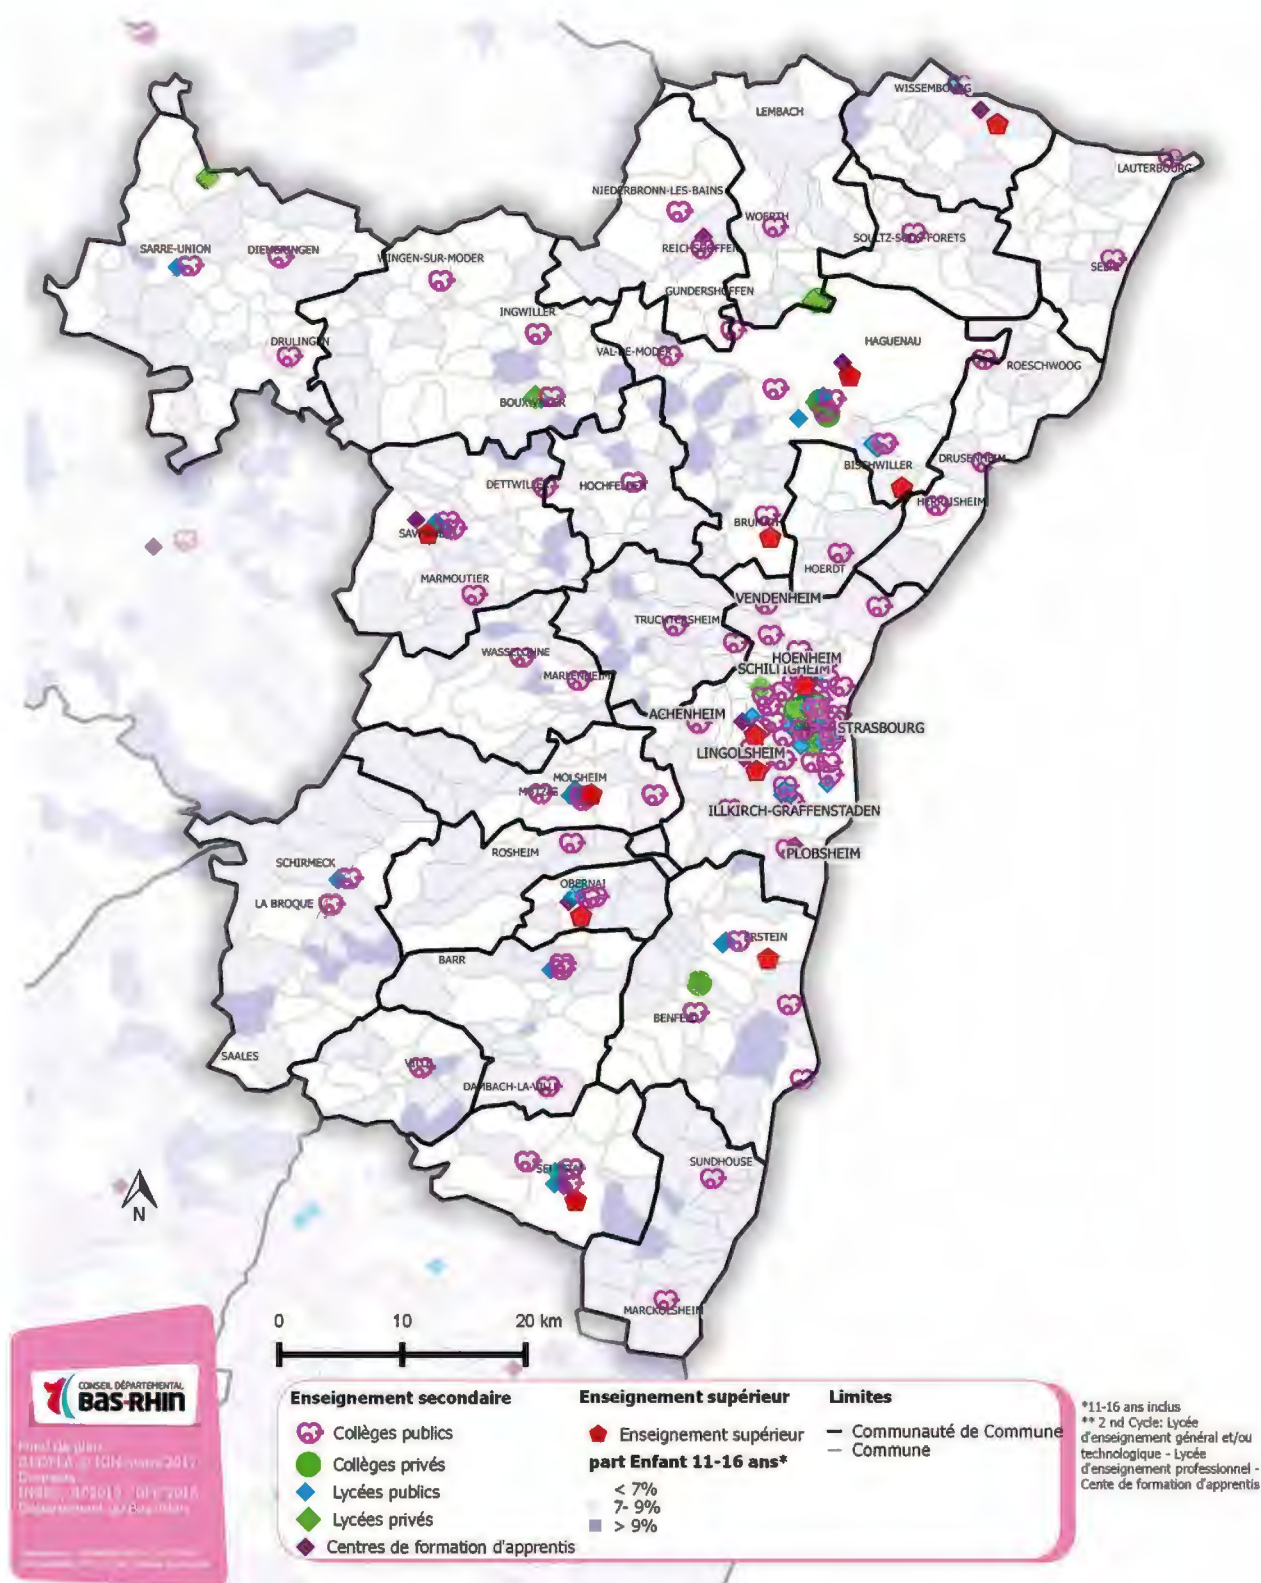 WISSEMBOURG
LEMBACH
LAUTERBOURG
NIEDERBRONN-LES-BAINS
WOERTH
SOULTZ-SOUS-FORETS
REICHSHOFFEN
SARRE-UNION
DIEMERINGEN
WINGEN-SUR-MODER
SELTZ
GUNDERSHOFFEN
INGWILLER
DRULINGEN
VAL-DE-MODER
HAGUENAU
ROESCHWOOG
BOUXWILLER
BISCHWILLER
DRUSENHEIM
DETTWILLER
HOCHFELDEN
HERRLISHEIM
BRUMATH
SAVERNE
HOERDT
MARMOUTIER
VENDENHEIM
TRUCHTERSHEIM
WASSELONNE
HOENHEIM
SCHILTIGHEIM
MARLENHEIM
ACHENHEIM
STRASBOURG
LINGOLSHEIM
MOLSHEIM
MUTZIG
ILLKIRCH-GRAFFENSTADEN
ROSHEIM
PLOBSHEIM
SCHIRMECK
OBERNAI
LA BROQUE
ERSTEIN
BARR
BENFELD
SAALES
VILLE
DAMBACH-LA-VILLE
SUNDHOUSE
SELESTAT
MARCKOLSHEIM
N
0 10 20 km
CONSEIL DÉPARTEMENTAL
BAS-RHIN
Enseignement secondaire
Collèges publics
Collèges privés
Lycées publics
Lycées privés
Centres de formation d'apprentis
Enseignement supérieur
Enseignement supérieur
part Enfant 11-16 ans*
< 7%
7- 9%
> 9%
Limites
Communauté de Commune
Commune
*11-16 ans inclus
** 2 nd Cycle: Lycée
d'enseignement général et/ou
technologique - Lycée
d'enseignement professionnel -
Cente de formation d'apprentis